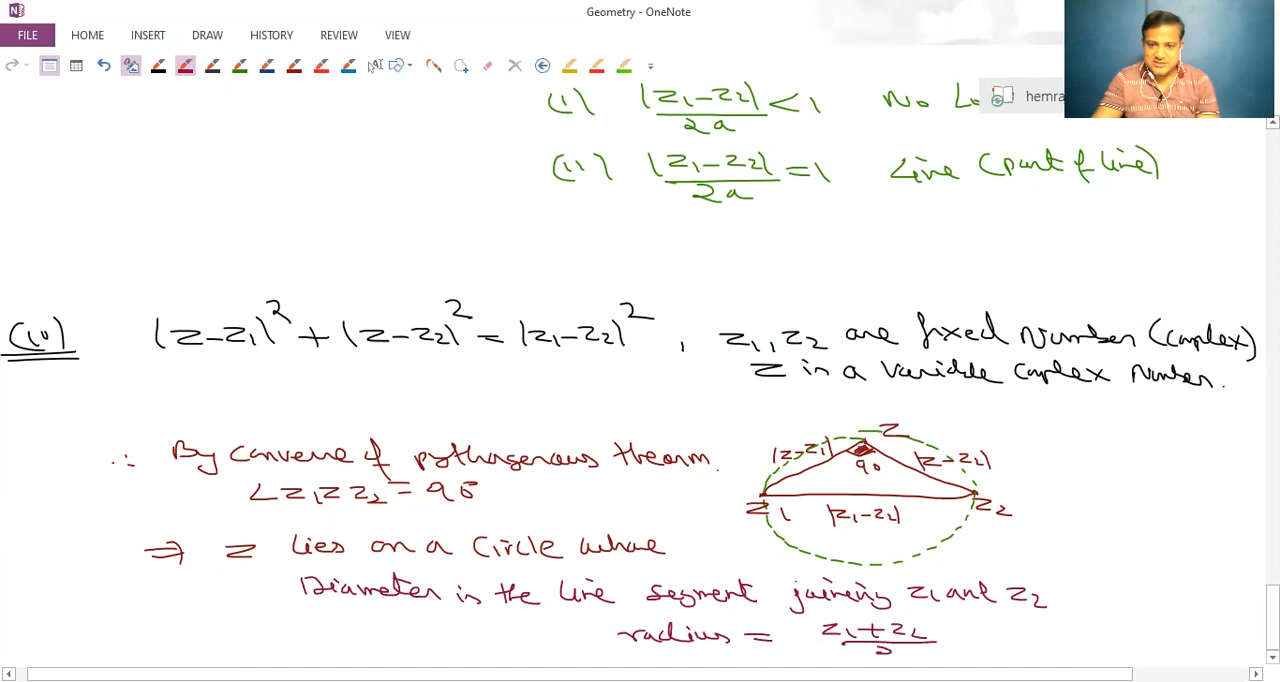 Geometry - OneNote
FILE HOME INSERT DRAW HISTORY REVIEW VIEW
hemra
(i) |z₁-z₂|/2a < 1 No Lo
(ii) |z₁-z₂|/2a = 1 Line (part of line)
(10) |z-z₁|² + |z-z₂|² = |z₁-z₂|² , z₁, z₂ are fixed Number (complex)
z is a variable complex number.
∴ By converse of pythagorous theorm.
∠z₁zz₂ = 90°
z
|z-z₁| |z-z₂|
90
z₁ |z₁-z₂| z₂
⇒ z lies on a circle whose
Diameter is the line segment joining z₁ and z₂
radius = z₁+z₂/2